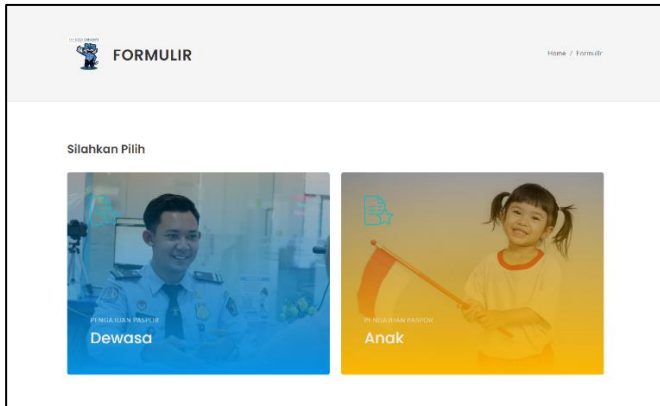 FORMULIR
Home / Formulir
Silahkan Pilih
PENGAJUAN PASPOR
Dewasa
PENGAJUAN PASPOR
Anak